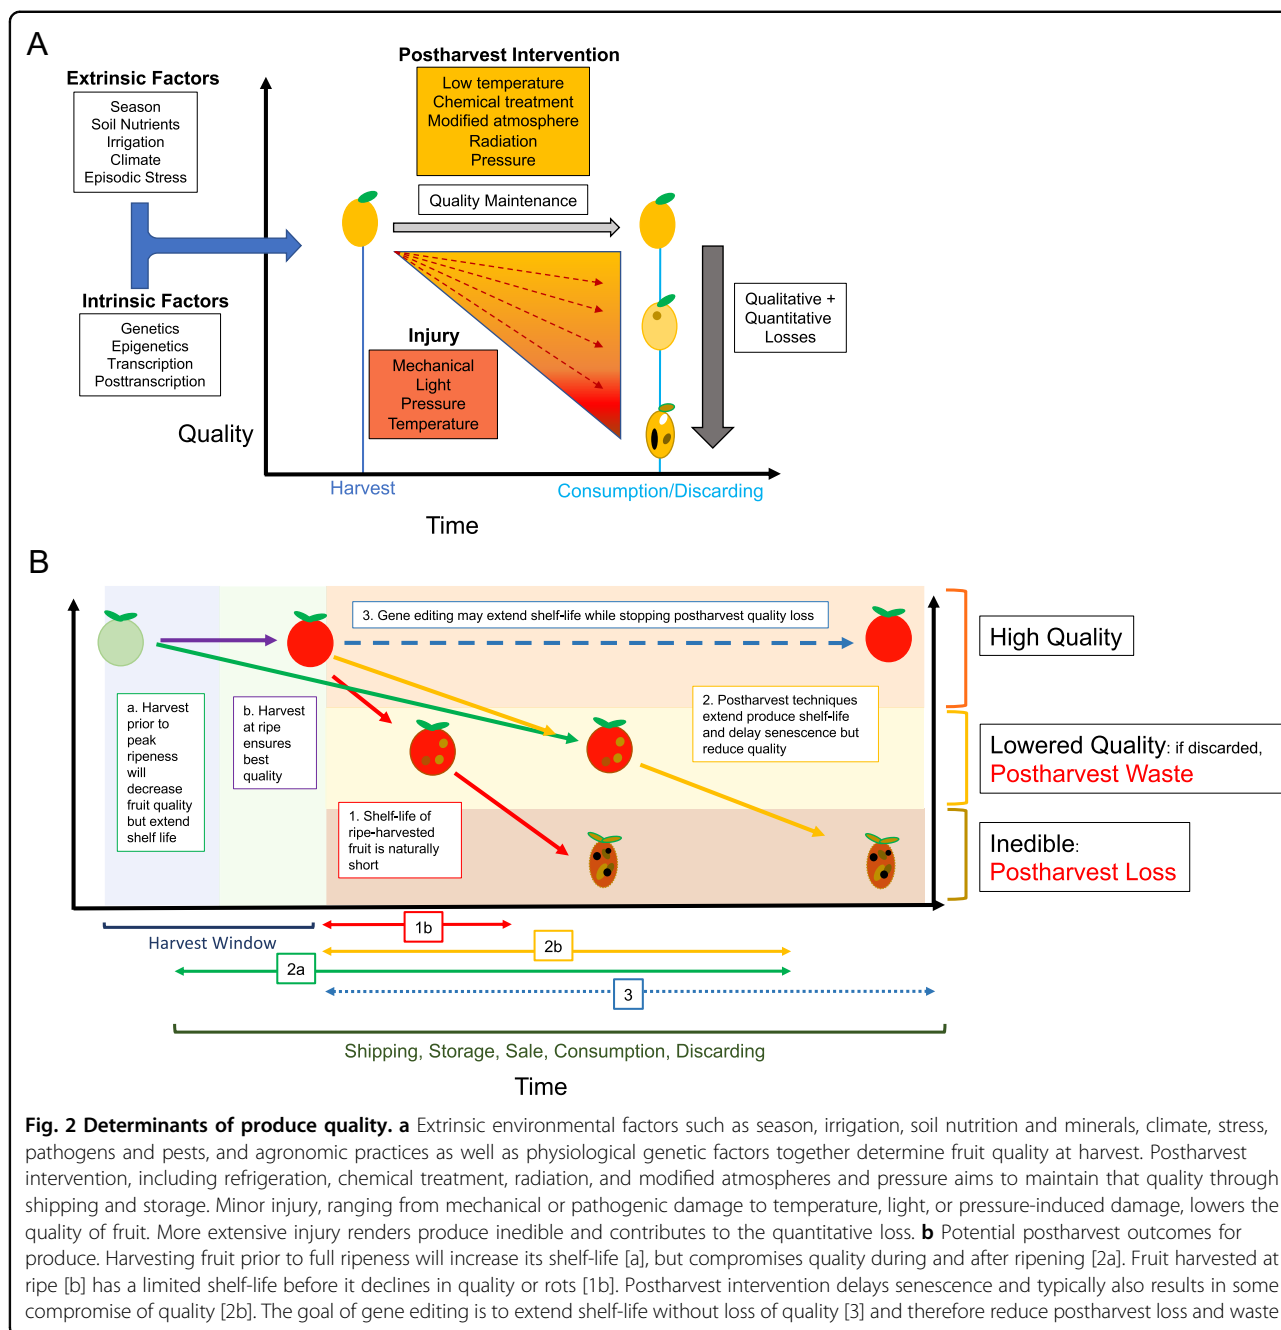 A
Extrinsic Factors
Season
Soil Nutrients
Irrigation
Climate
Episodic Stress
Intrinsic Factors
Genetics
Epigenetics
Transcription
Posttranscription
Postharvest Intervention
Low temperature
Chemical treatment
Modified atmosphere
Radiation
Pressure
Quality Maintenance
Injury
Mechanical
Light
Pressure
Temperature
Qualitative +
Quantitative
Losses
Quality
Harvest
Consumption/Discarding
Time
B
3. Gene editing may extend shelf-life while stopping postharvest quality loss
a. Harvest
prior to
peak
ripeness
will
decrease
fruit quality
but extend
shelf life
b. Harvest
at ripe
ensures
best
quality
2. Postharvest techniques
extend produce shelf-life
and delay senescence but
reduce quality
1. Shelf-life of
ripe-harvested
fruit is naturally
short
High Quality
Lowered Quality: if discarded,
Postharvest Waste
Inedible:
Postharvest Loss
Harvest Window
1b
2b
2a
3
Shipping, Storage, Sale, Consumption, Discarding
Time
Fig. 2 Determinants of produce quality. a Extrinsic environmental factors such as season, irrigation, soil nutrition and minerals, climate, stress,
pathogens and pests, and agronomic practices as well as physiological genetic factors together determine fruit quality at harvest. Postharvest
intervention, including refrigeration, chemical treatment, radiation, and modified atmospheres and pressure aims to maintain that quality through
shipping and storage. Minor injury, ranging from mechanical or pathogenic damage to temperature, light, or pressure-induced damage, lowers the
quality of fruit. More extensive injury renders produce inedible and contributes to the quantitative loss. b Potential postharvest outcomes for
produce. Harvesting fruit prior to full ripeness will increase its shelf-life [a], but compromises quality during and after ripening [2a]. Fruit harvested at
ripe [b] has a limited shelf-life before it declines in quality or rots [1b]. Postharvest intervention delays senescence and typically also results in some
compromise of quality [2b]. The goal of gene editing is to extend shelf-life without loss of quality [3] and therefore reduce postharvest loss and waste